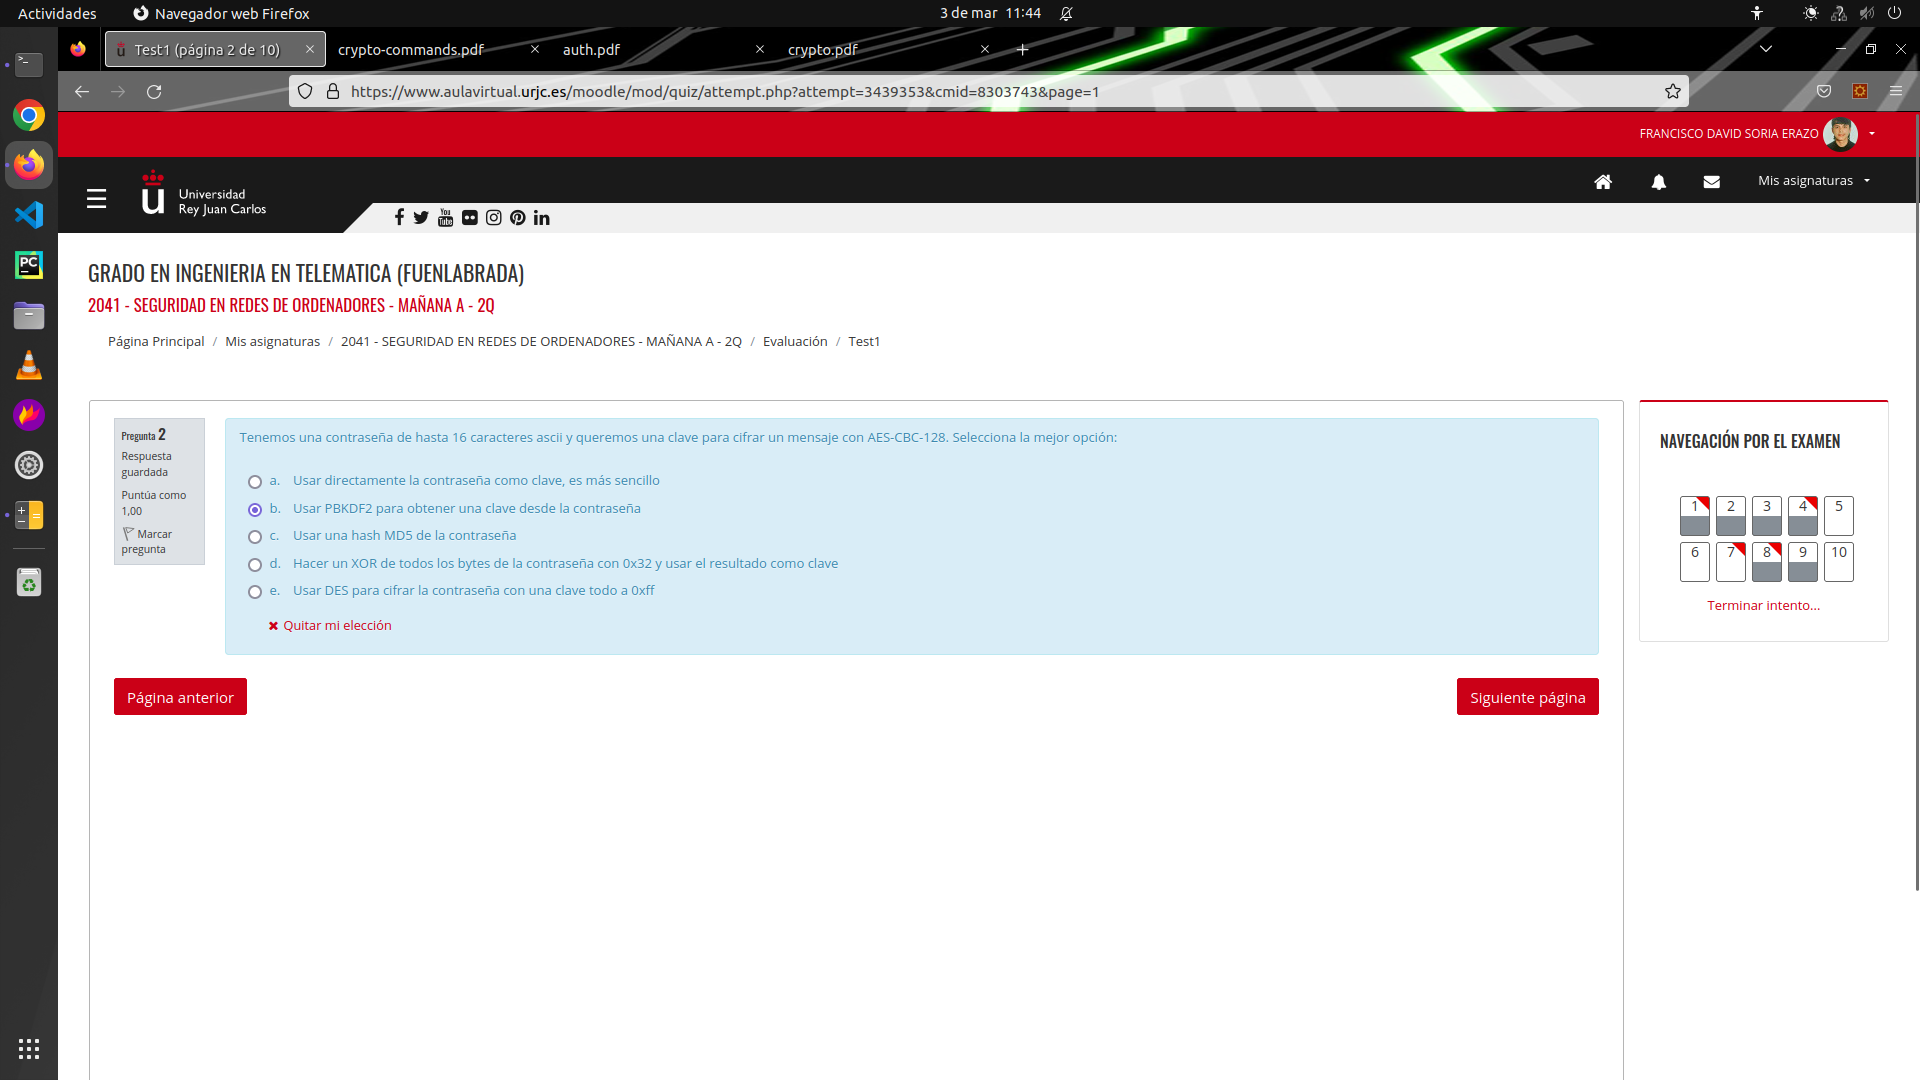 Actividades
Navegador web Firefox
3 de mar 11:44
Test1 (página 2 de 10)
crypto-commands.pdf
auth.pdf
crypto.pdf
https://www.aulavirtual.urjc.es/moodle/mod/quiz/attempt.php?attempt=3439353&cmid=8303743&page=1
FRANCISCO DAVID SORIA ERAZO
Universidad
Rey Juan Carlos
Mis asignaturas
GRADO EN INGENIERIA EN TELEMATICA (FUENLABRADA)
2041 - SEGURIDAD EN REDES DE ORDENADORES - MAÑANA A - 2Q
Página Principal / Mis asignaturas / 2041 - SEGURIDAD EN REDES DE ORDENADORES - MAÑANA A - 2Q / Evaluación / Test1
Pregunta 2
Respuesta
guardada
Puntúa como
1,00
Marcar
pregunta
Tenemos una contraseña de hasta 16 caracteres ascii y queremos una clave para cifrar un mensaje con AES-CBC-128. Selecciona la mejor opción:
a. Usar directamente la contraseña como clave, es más sencillo
b. Usar PBKDF2 para obtener una clave desde la contraseña
c. Usar una hash MD5 de la contraseña
d. Hacer un XOR de todos los bytes de la contraseña con 0x32 y usar el resultado como clave
e. Usar DES para cifrar la contraseña con una clave todo a 0xff
Quitar mi elección
Página anterior
Siguiente página
NAVEGACIÓN POR EL EXAMEN
1 2 3 4 5
6 7 8 9 10
Terminar intento...